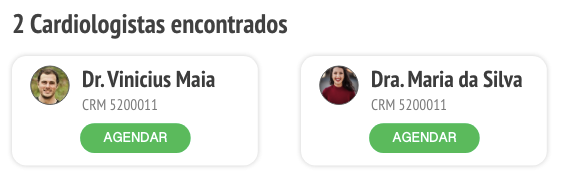 2 Cardiologistas encontrados
Dr. Vinicius Maia
CRM 5200011
AGENDAR
Dra. Maria da Silva
CRM 5200011
AGENDAR